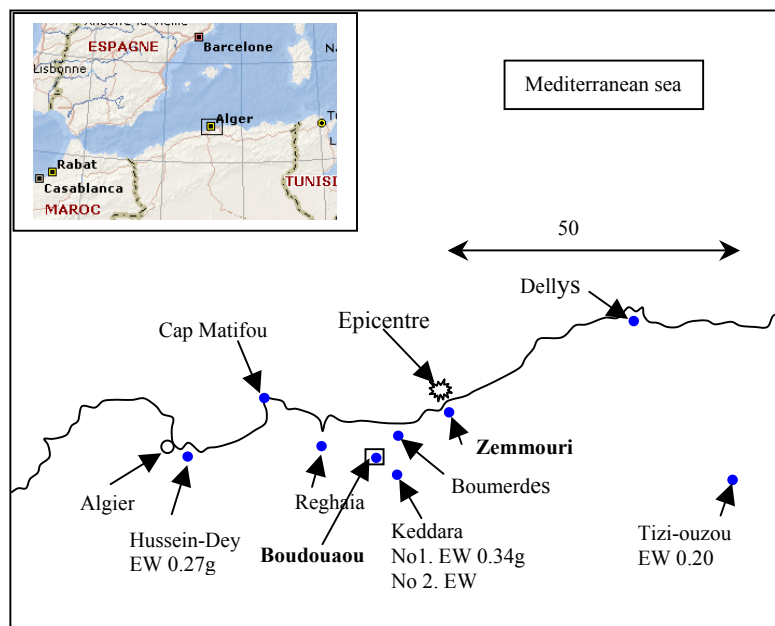 ESPAGNE
Barcelone
Lisbonne
Alger
Rabat
Casablanca
MAROC
TUNISI
Mediterranean sea
50
Dellys
Epicentre
Cap Matifou
Zemmouri
Algier
Reghaia
Boumerdes
Hussein-Dey
EW 0.27g
Boudouaou
Keddara
No1. EW 0.34g
No 2. EW
Tizi-ouzou
EW 0.20